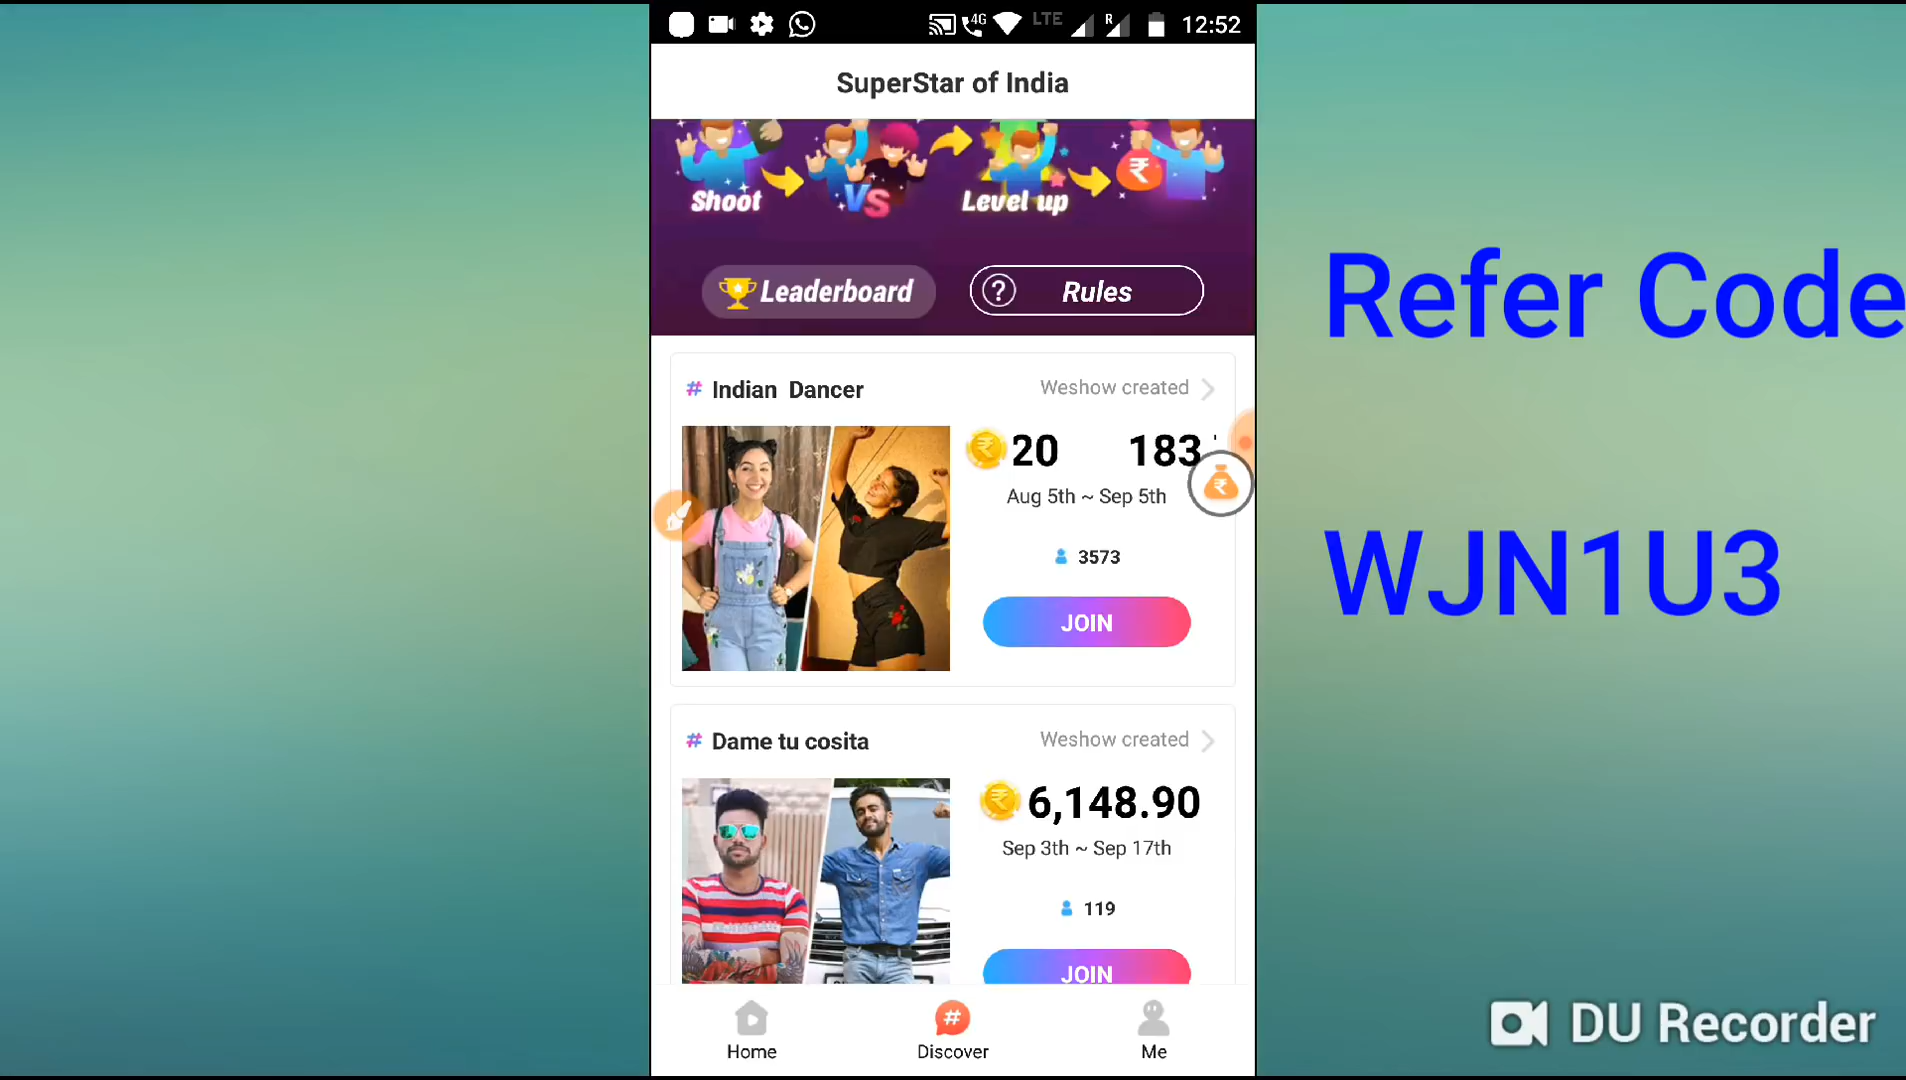 4G LTE R 12:52
SuperStar of India
Shoot
VS
Level up
Leaderboard
? Rules
# Indian Dancer
Weshow created
20 183
Aug 5th ~ Sep 5th
3573
JOIN
# Dame tu cosita
Weshow created
6,148.90
Sep 3th ~ Sep 17th
119
JOIN
Home
Discover
Me
Refer Code
WJN1U3
DU Recorder